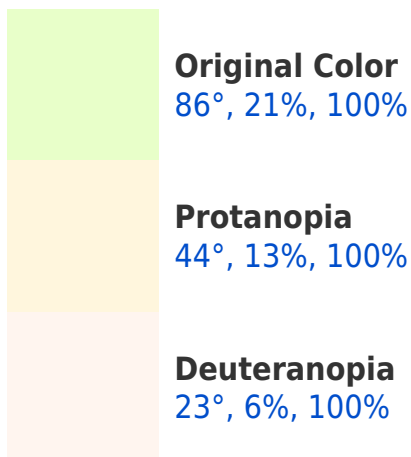 Original Color
86°, 21%, 100%
Protanopia
44°, 13%, 100%
Deuteranopia
23°, 6%, 100%